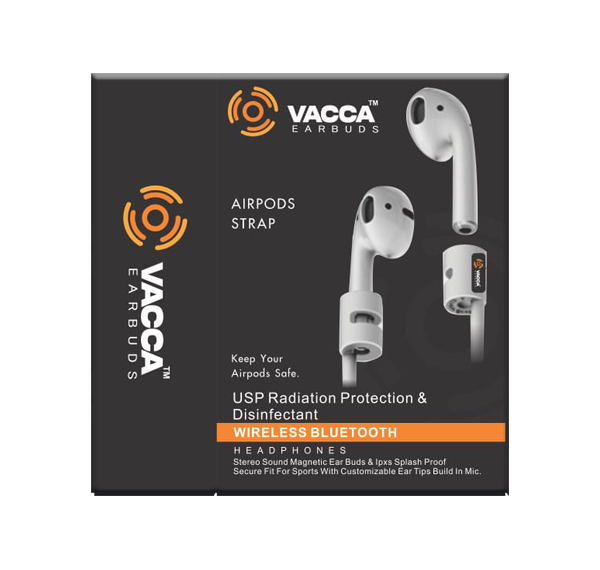 VACCA™
EARBUDS
VACCA™
EARBUDS
AIRPODS
STRAP
VACCA
Keep Your
Airpods Safe.
USP Radiation Protection &
Disinfectant
WIRELESS BLUETOOTH
HEADPHONES
Stereo Sound Magnetic Ear Buds & Ipxs Splash Proof
Secure Fit For Sports With Customizable Ear Tips Build In Mic.